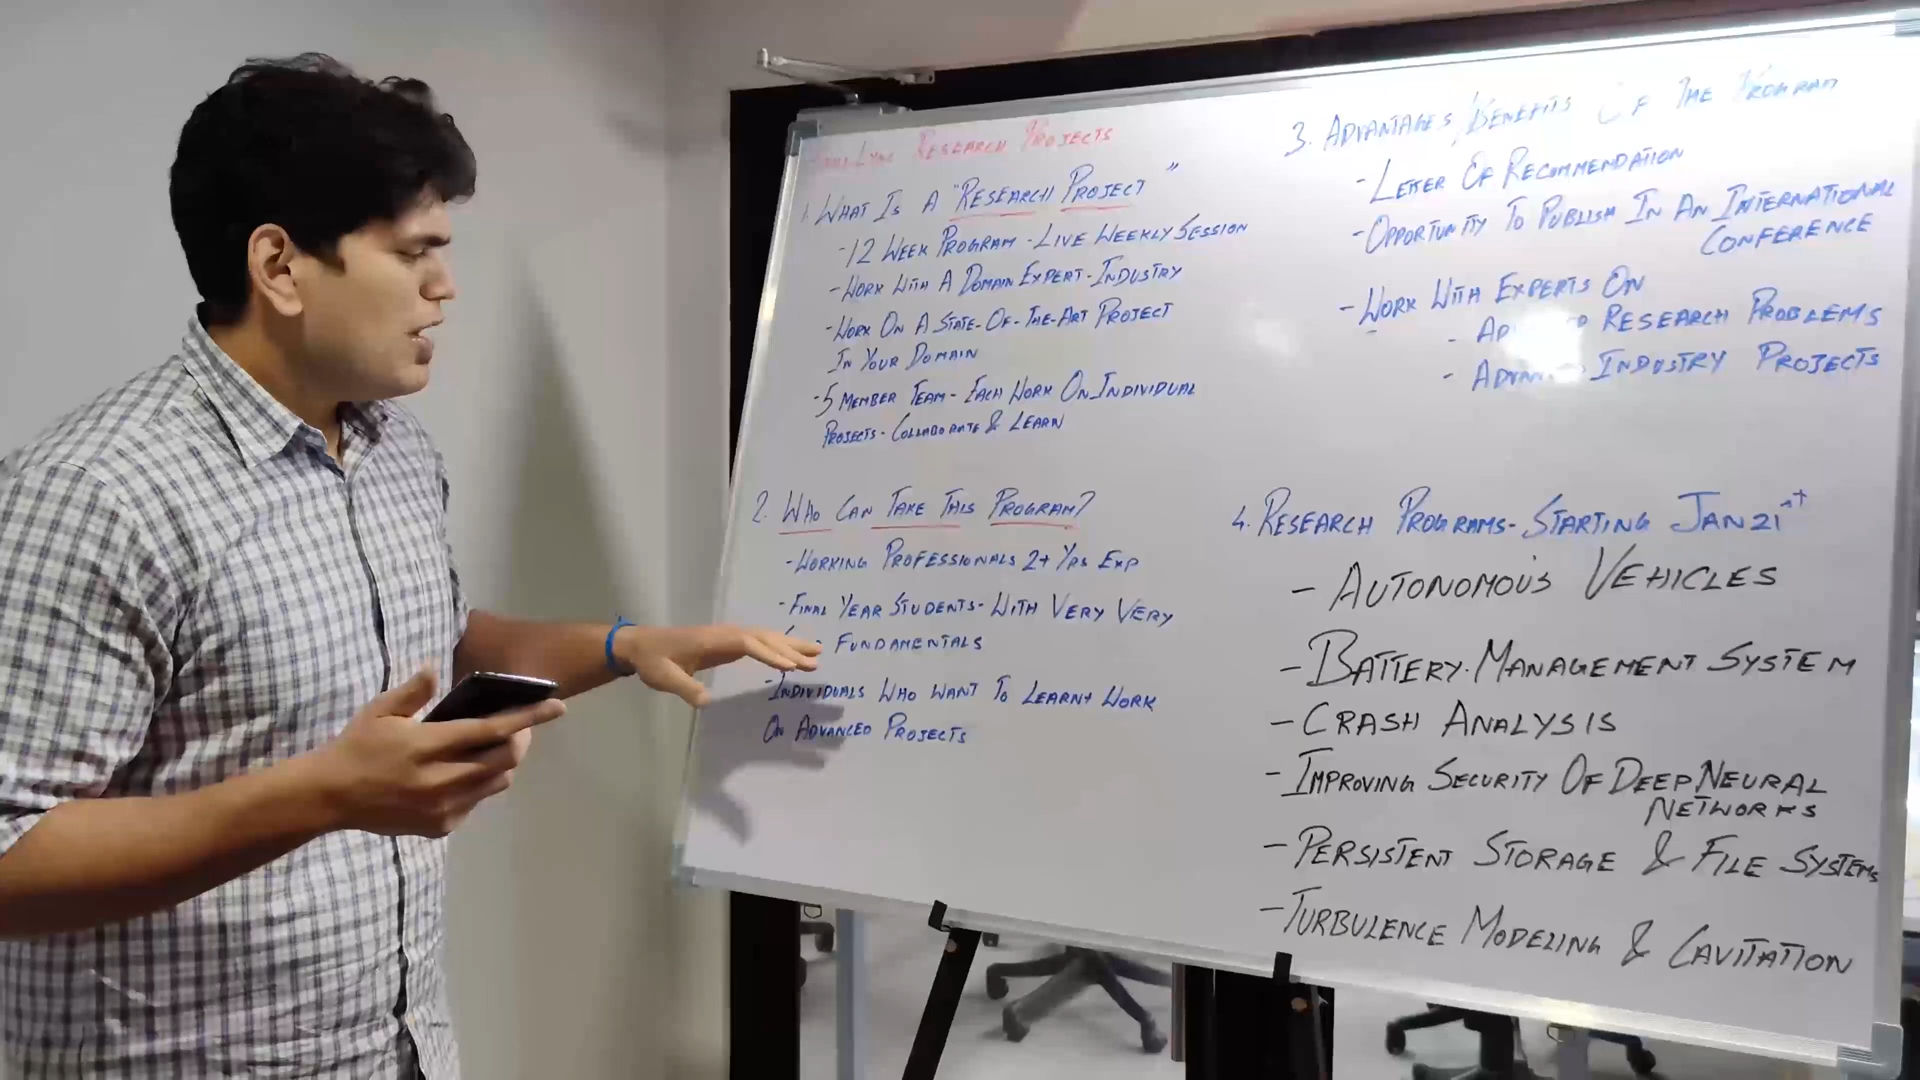 RESEARCH PROJECTS
1. WHAT IS A "RESEARCH PROJECT"
-12 WEEK PROGRAM - LIVE WEEKLY SESSION
-WORK WITH A DOMAIN EXPERT - INDUSTRY
-WORK ON A STATE-OF-THE-ART PROJECT
IN YOUR DOMAIN
-5 MEMBER TEAM - EACH WORK ON INDIVIDUAL
PROJECTS - COLLABORATE & LEARN
2. WHO CAN TAKE THIS PROGRAM?
-WORKING PROFESSIONALS 2+ YRS EXP
-FINAL YEAR STUDENTS - WITH VERY VERY
FUNDAMENTALS
-INDIVIDUALS WHO WANT TO LEARN + WORK
ON ADVANCED PROJECTS
3. ADVANTAGES/BENEFITS OF THE PROGRAM
-LETTER OF RECOMMENDATION
-OPPORTUNITY TO PUBLISH IN AN INTERNATIONAL
CONFERENCE
-WORK WITH EXPERTS ON
- RESEARCH PROBLEMS
- INDUSTRY PROJECTS
4. RESEARCH PROGRAMS - STARTING JAN 21st
- AUTONOMOUS VEHICLES
- BATTERY MANAGEMENT SYSTEM
- CRASH ANALYSIS
- IMPROVING SECURITY OF DEEP NEURAL
NETWORKS
- PERSISTENT STORAGE & FILE SYSTEMS
- TURBULENCE MODELING & CAVITATION